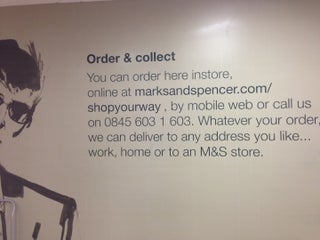 Order & collect
You can order here instore,
online at marksandspencer.com/
shopyourway , by mobile web or call us
on 0845 603 1 603. Whatever your order,
we can deliver to any address you like...
work, home or to an M&S store.